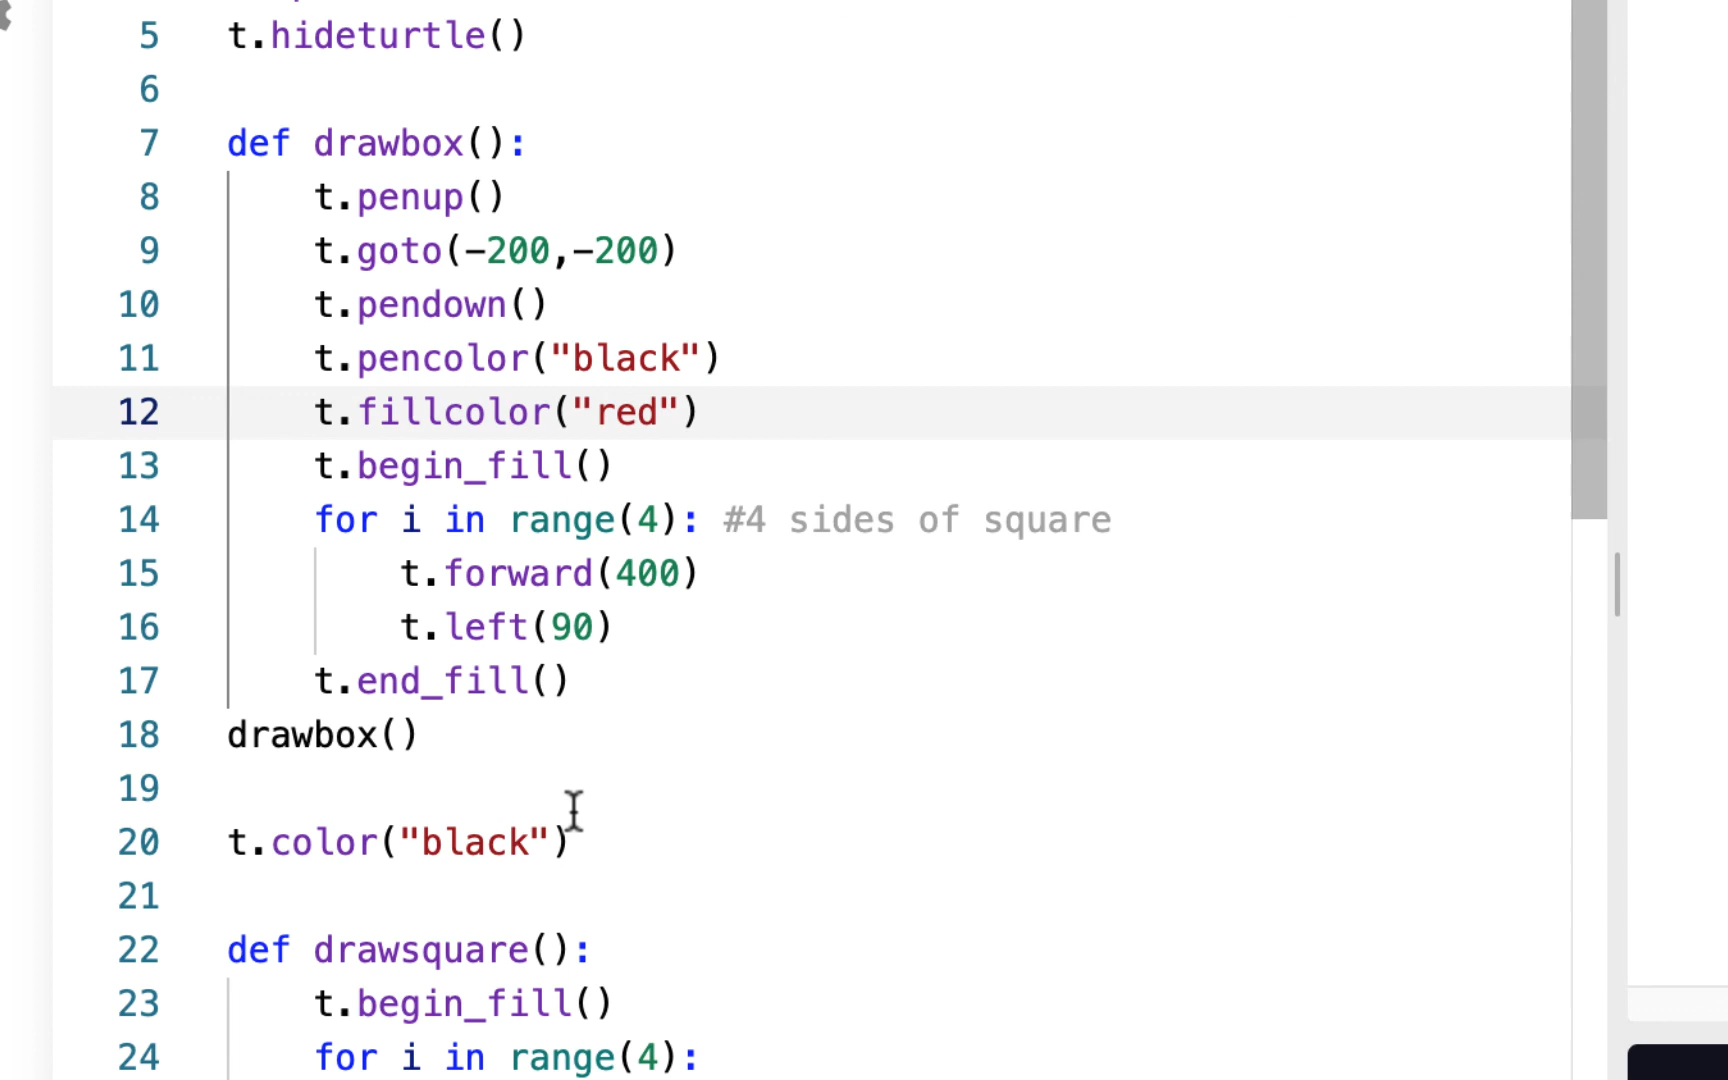 5 t.hideturtle()
6
7 def drawbox():
8 t.penup()
9 t.goto(-200,-200)
10 t.pendown()
11 t.pencolor("black")
12 t.fillcolor("red")
13 t.begin_fill()
14 for i in range(4): #4 sides of square
15 t.forward(400)
16 t.left(90)
17 t.end_fill()
18 drawbox()
19
20 t.color("black")
21
22 def drawsquare():
23 t.begin_fill()
24 for i in range(4):